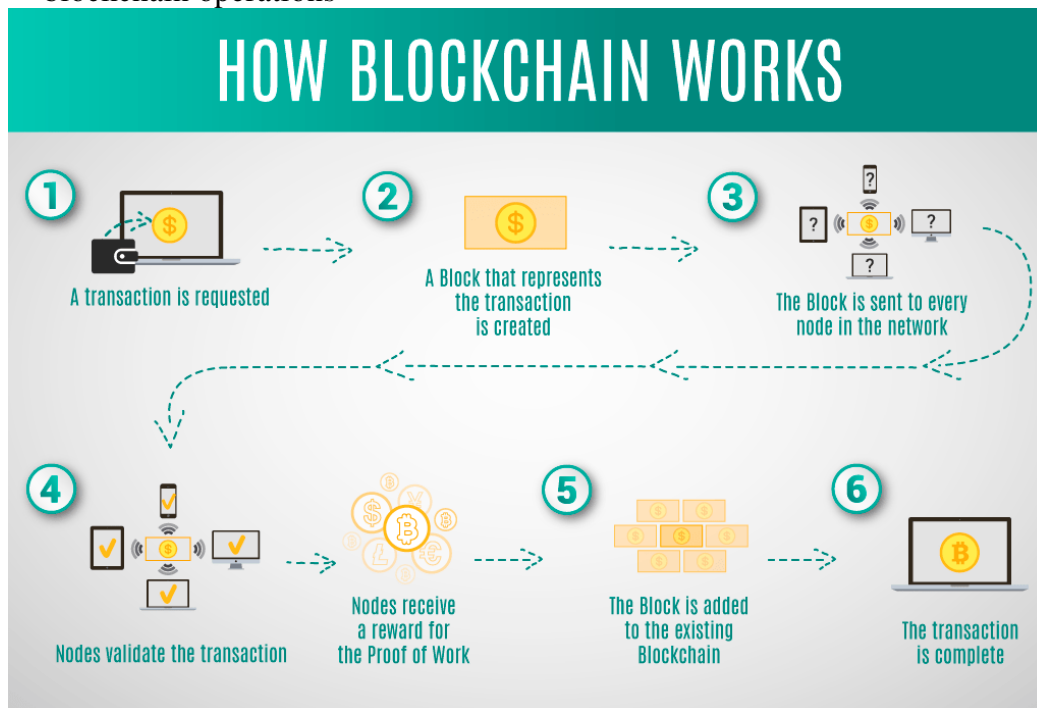 blockchain operations
HOW BLOCKCHAIN WORKS
1
A transaction is requested
2
A Block that represents
the transaction
is created
3
The Block is sent to every
node in the network
4
Nodes validate the transaction
Nodes receive
a reward for
the Proof of Work
5
The Block is added
to the existing
Blockchain
6
The transaction
is complete